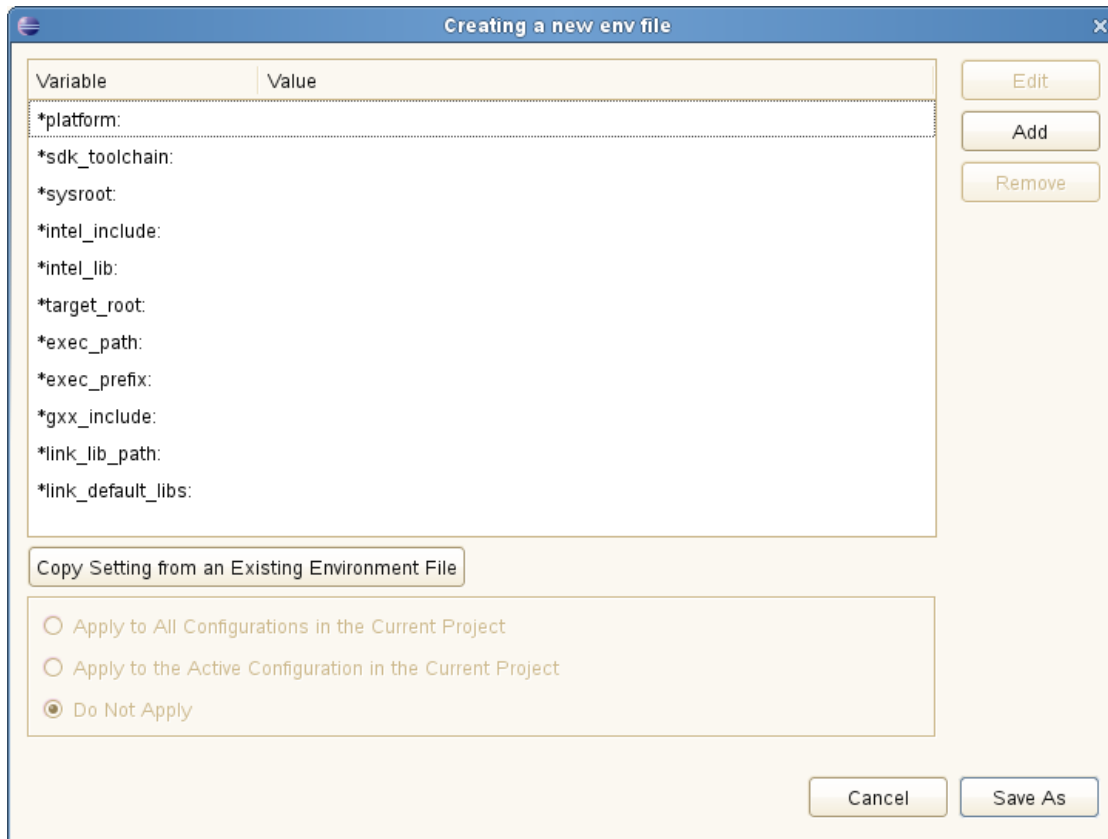 Creating a new env file
Variable Value
Edit
*platform:
Add
*sdk_toolchain:
Remove
*sysroot:
*intel_include:
*intel_lib:
*target_root:
*exec_path:
*exec_prefix:
*gxx_include:
*link_lib_path:
*link_default_libs:
Copy Setting from an Existing Environment File
Apply to All Configurations in the Current Project
Apply to the Active Configuration in the Current Project
Do Not Apply
Cancel Save As